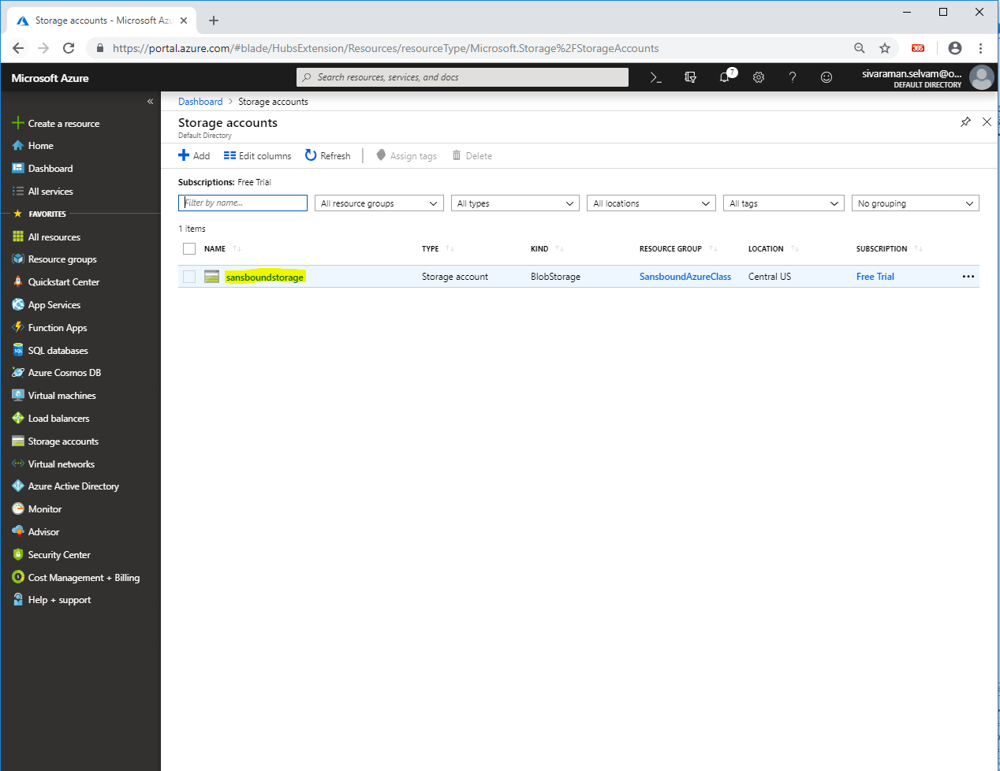 Storage accounts - Microsoft Azu
https://portal.azure.com/#blade/HubsExtension/Resources/resourceType/Microsoft.Storage%2FStorageAccounts
365
Microsoft Azure
Search resources, services, and docs
7
sivaraman.selvam@o...
DEFAULT DIRECTORY
«
Create a resource
Home
Dashboard
All services
FAVORITES
All resources
Resource groups
Quickstart Center
App Services
Function Apps
SQL databases
Azure Cosmos DB
Virtual machines
Load balancers
Storage accounts
Virtual networks
Azure Active Directory
Monitor
Advisor
Security Center
Cost Management + Billing
Help + support
Dashboard > Storage accounts
Storage accounts
Default Directory
Add Edit columns Refresh Assign tags Delete
Subscriptions: Free Trial
Filter by name... All resource groups All types All locations All tags No grouping
1 items
NAME TYPE KIND RESOURCE GROUP LOCATION SUBSCRIPTION
sansboundstorage Storage account BlobStorage SansboundAzureClass Central US Free Trial